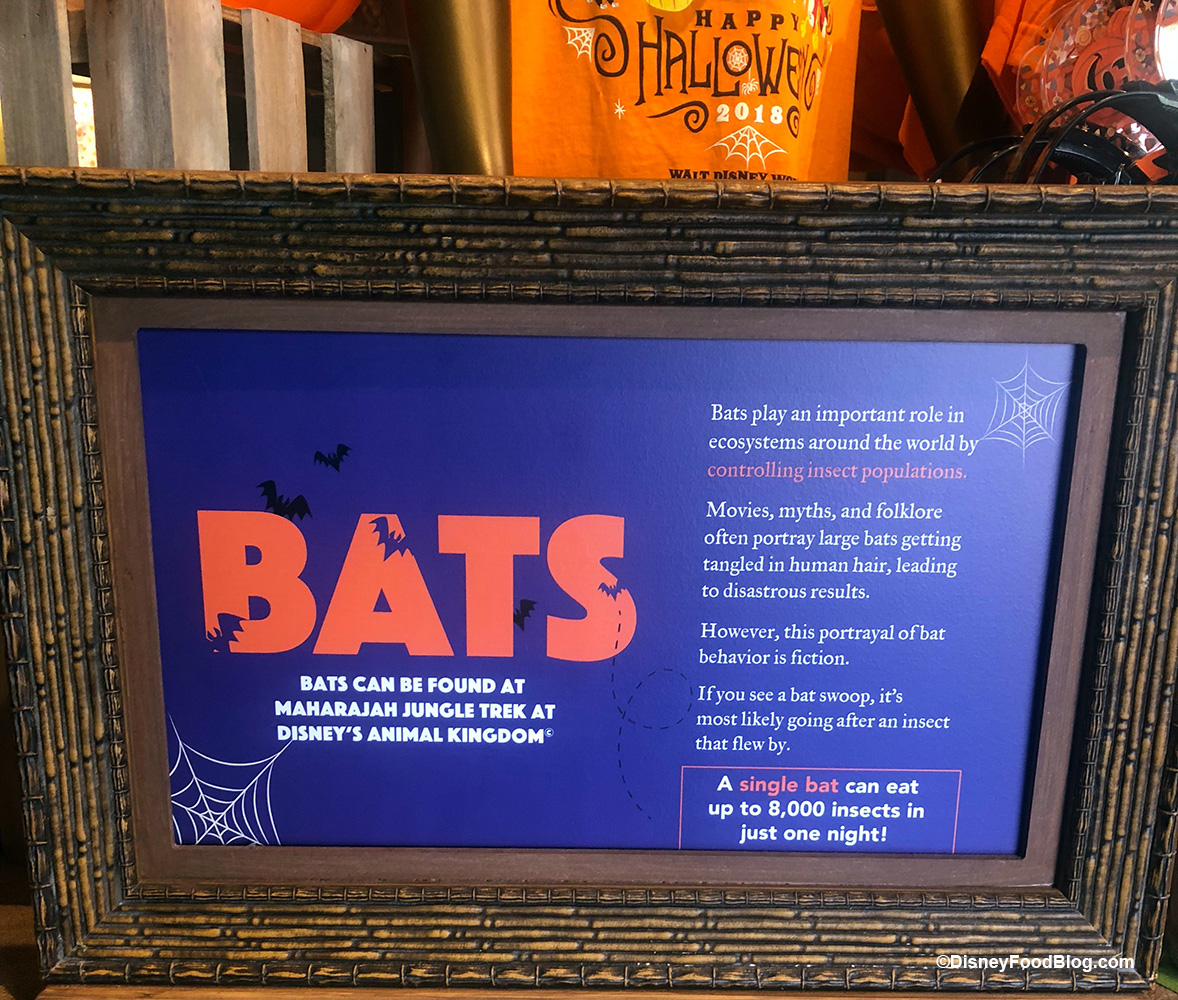 HAPPY
HALLOWE
2018
WALT DISNEY WO
BATS
BATS CAN BE FOUND AT
MAHARAJAH JUNGLE TREK AT
DISNEY'S ANIMAL KINGDOM©
Bats play an important role in
ecosystems around the world by
controlling insect populations.
Movies, myths, and folklore
often portray large bats getting
tangled in human hair, leading
to disastrous results.
However, this portrayal of bat
behavior is fiction.
If you see a bat swoop, it's
most likely going after an insect
that flew by.
A single bat can eat
up to 8,000 insects in
just one night!
©DisneyFoodBlog.com